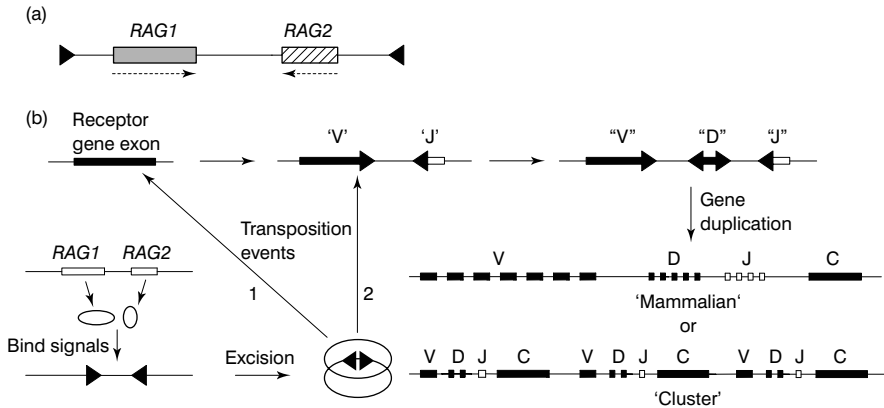 (a)
RAG1
RAG2
(b)
Receptor
gene exon
'V'
'J'
"V"
"D"
"J"
Gene
duplication
Transposition
events
1
2
RAG1
RAG2
Bind signals
Excision
V
D
J
C
'Mammalian'
or
V D J C V D J C V D J C
'Cluster'